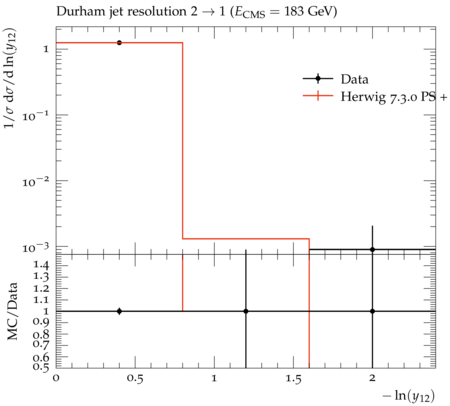 Durham jet resolution 2 → 1 (E_CMS = 183 GeV)
1/σ dσ/d ln(y₁₂)
1
10⁻¹
10⁻²
10⁻³
Data
Herwig 7.3.0 PS +
MC/Data
1.4
1.3
1.2
1.1
1
0.9
0.8
0.7
0.6
0.5
0 0.5 1 1.5 2
− ln(y₁₂)